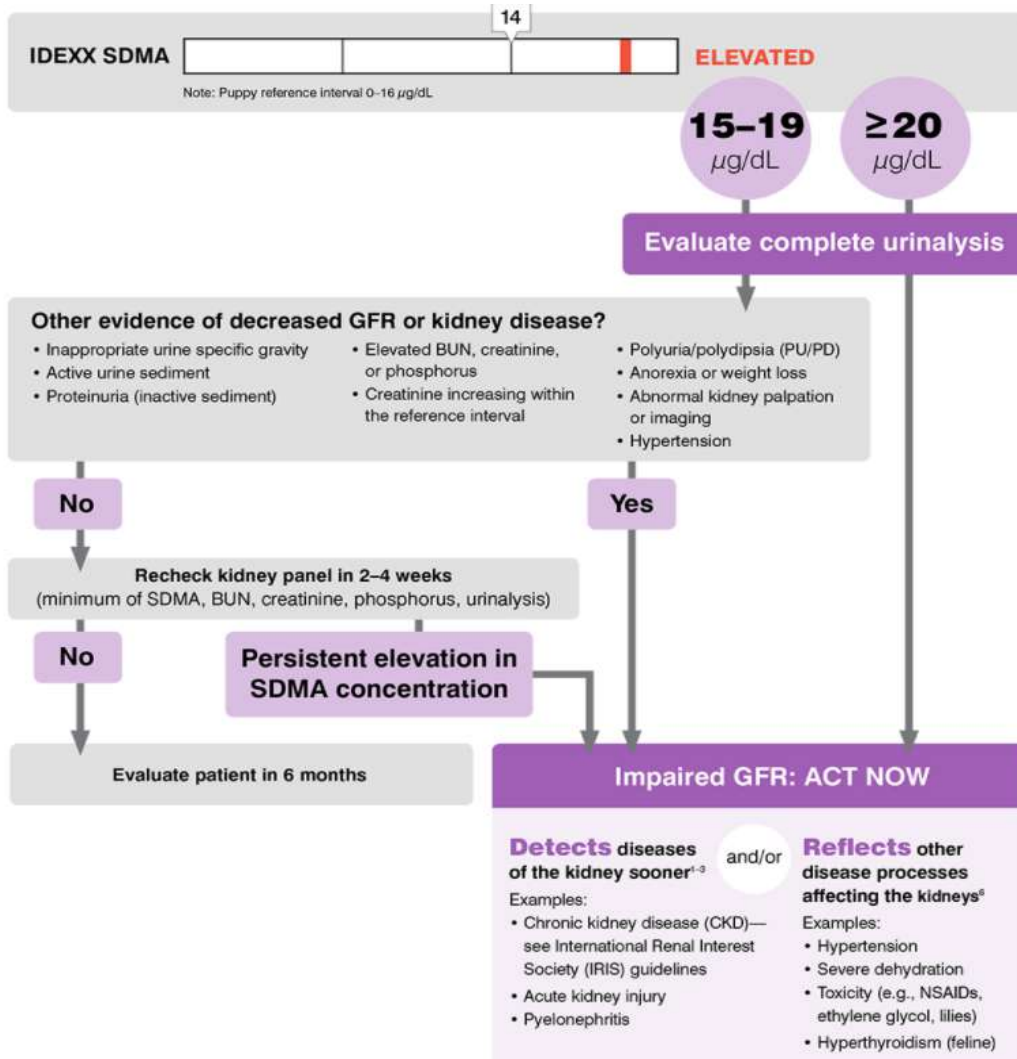 14
IDEXX SDMA
ELEVATED
Note: Puppy reference interval 0–16 µg/dL
15–19
µg/dL
≥20
µg/dL
Evaluate complete urinalysis
Other evidence of decreased GFR or kidney disease?
• Inappropriate urine specific gravity
• Active urine sediment
• Proteinuria (inactive sediment)
• Elevated BUN, creatinine,
or phosphorus
• Creatinine increasing within
the reference interval
• Polyuria/polydipsia (PU/PD)
• Anorexia or weight loss
• Abnormal kidney palpation
or imaging
• Hypertension
No
Yes
Recheck kidney panel in 2–4 weeks
(minimum of SDMA, BUN, creatinine, phosphorus, urinalysis)
No
Persistent elevation in
SDMA concentration
Evaluate patient in 6 months
Impaired GFR: ACT NOW
Detects diseases
of the kidney sooner¹⁻³
Examples:
• Chronic kidney disease (CKD)—
see International Renal Interest
Society (IRIS) guidelines
• Acute kidney injury
• Pyelonephritis
and/or
Reflects other
disease processes
affecting the kidneys⁶
Examples:
• Hypertension
• Severe dehydration
• Toxicity (e.g., NSAIDs,
ethylene glycol, lilies)
• Hyperthyroidism (feline)